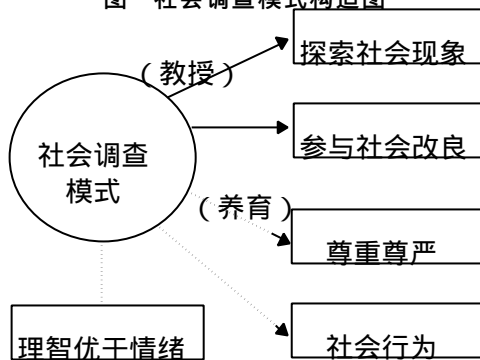 图 社会调查模式构造图
探索社会现象
（教授）
社会调查
模式
参与社会改良
（养育）
尊重尊严
理智优于情绪
社会行为